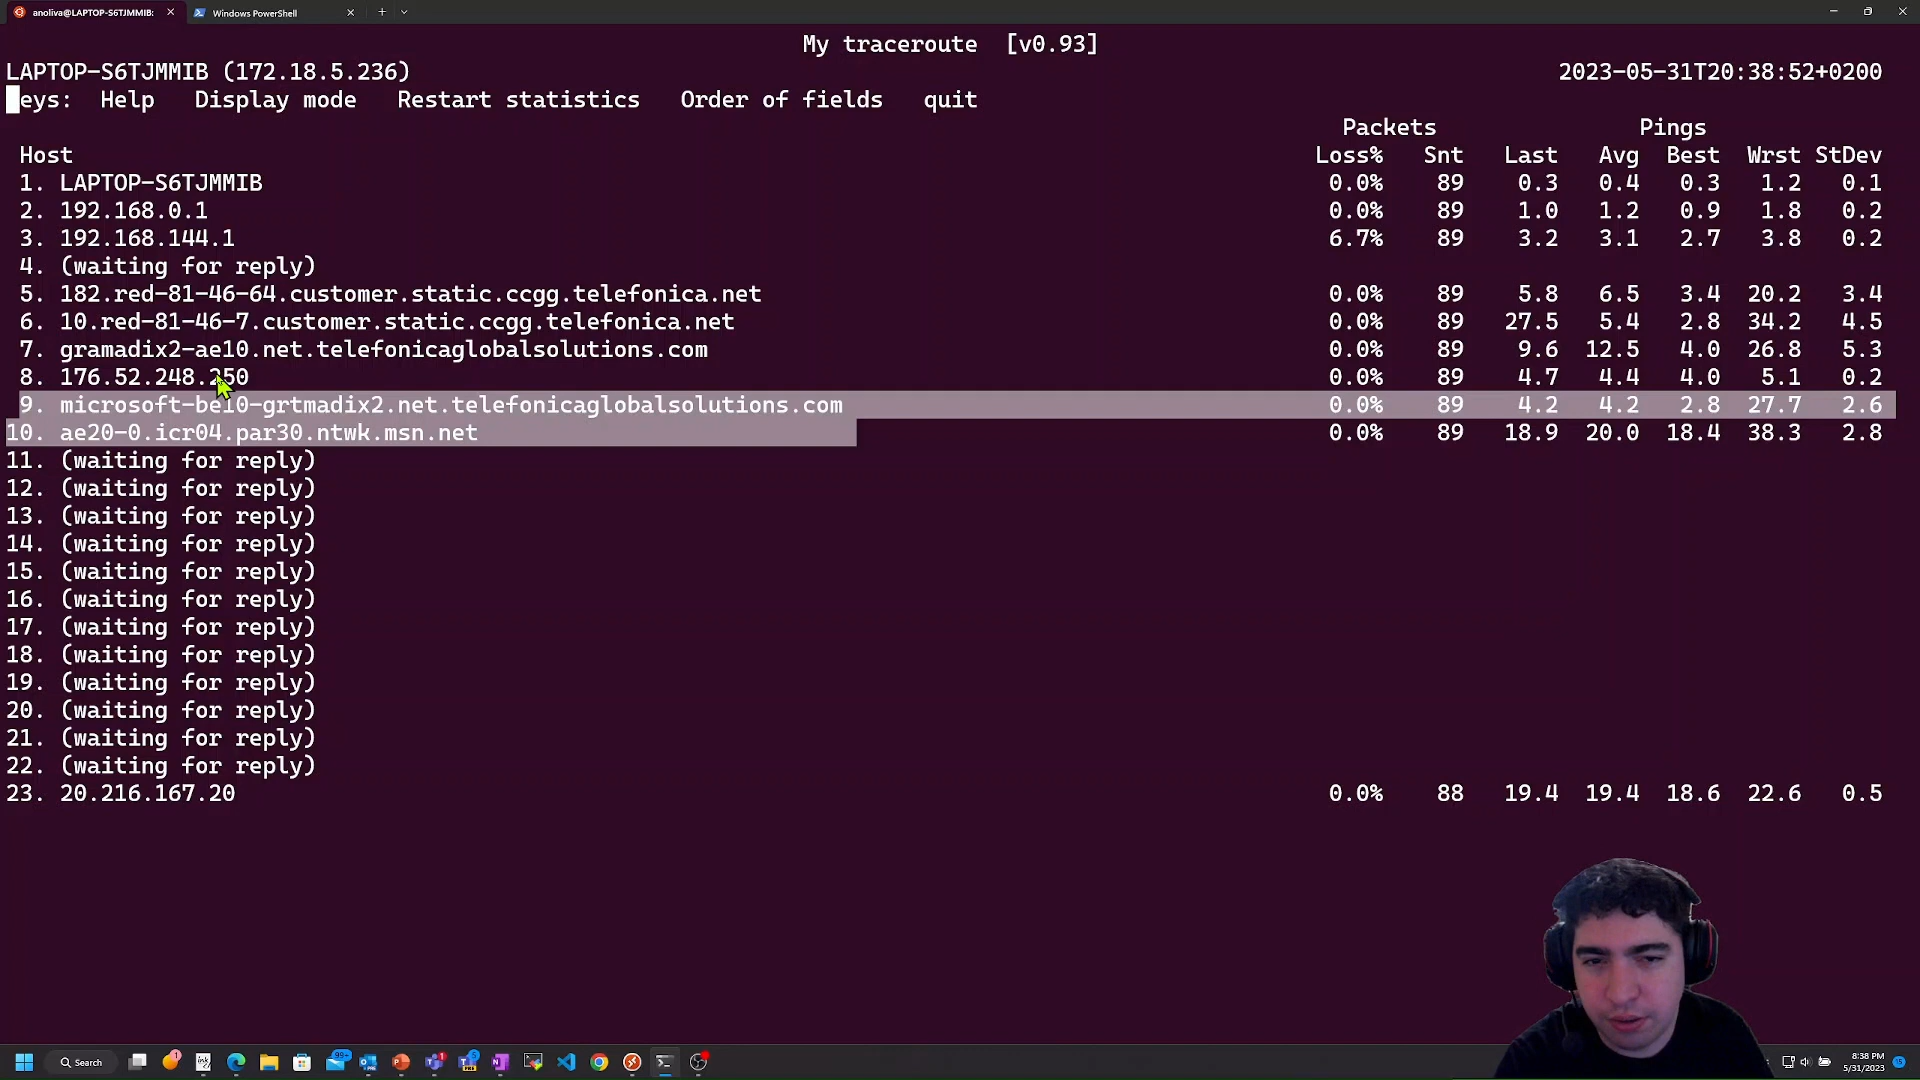 anoliva@LAPTOP-S6TJMMIB: Windows PowerShell
My traceroute [v0.93]
LAPTOP-S6TJMMIB (172.18.5.236) 2023-05-31T20:38:52+0200
eys: Help Display mode Restart statistics Order of fields quit
Packets Pings
Host Loss% Snt Last Avg Best Wrst StDev
1. LAPTOP-S6TJMMIB 0.0% 89 0.3 0.4 0.3 1.2 0.1
2. 192.168.0.1 0.0% 89 1.0 1.2 0.9 1.8 0.2
3. 192.168.144.1 6.7% 89 3.2 3.1 2.7 3.8 0.2
4. (waiting for reply)
5. 182.red-81-46-64.customer.static.ccgg.telefonica.net 0.0% 89 5.8 6.5 3.4 20.2 3.4
6. 10.red-81-46-7.customer.static.ccgg.telefonica.net 0.0% 89 27.5 5.4 2.8 34.2 4.5
7. gramadix2-ae10.net.telefonicaglobalsolutions.com 0.0% 89 9.6 12.5 4.0 26.8 5.3
8. 176.52.248.250 0.0% 89 4.7 4.4 4.0 5.1 0.2
9. microsoft-be10-grtmadix2.net.telefonicaglobalsolutions.com 0.0% 89 4.2 4.2 2.8 27.7 2.6
10. ae20-0.icr04.par30.ntwk.msn.net 0.0% 89 18.9 20.0 18.4 38.3 2.8
11. (waiting for reply)
12. (waiting for reply)
13. (waiting for reply)
14. (waiting for reply)
15. (waiting for reply)
16. (waiting for reply)
17. (waiting for reply)
18. (waiting for reply)
19. (waiting for reply)
20. (waiting for reply)
21. (waiting for reply)
22. (waiting for reply)
23. 20.216.167.20 0.0% 88 19.4 19.4 18.6 22.6 0.5
Search 99+ 8:38 PM
5/31/2023